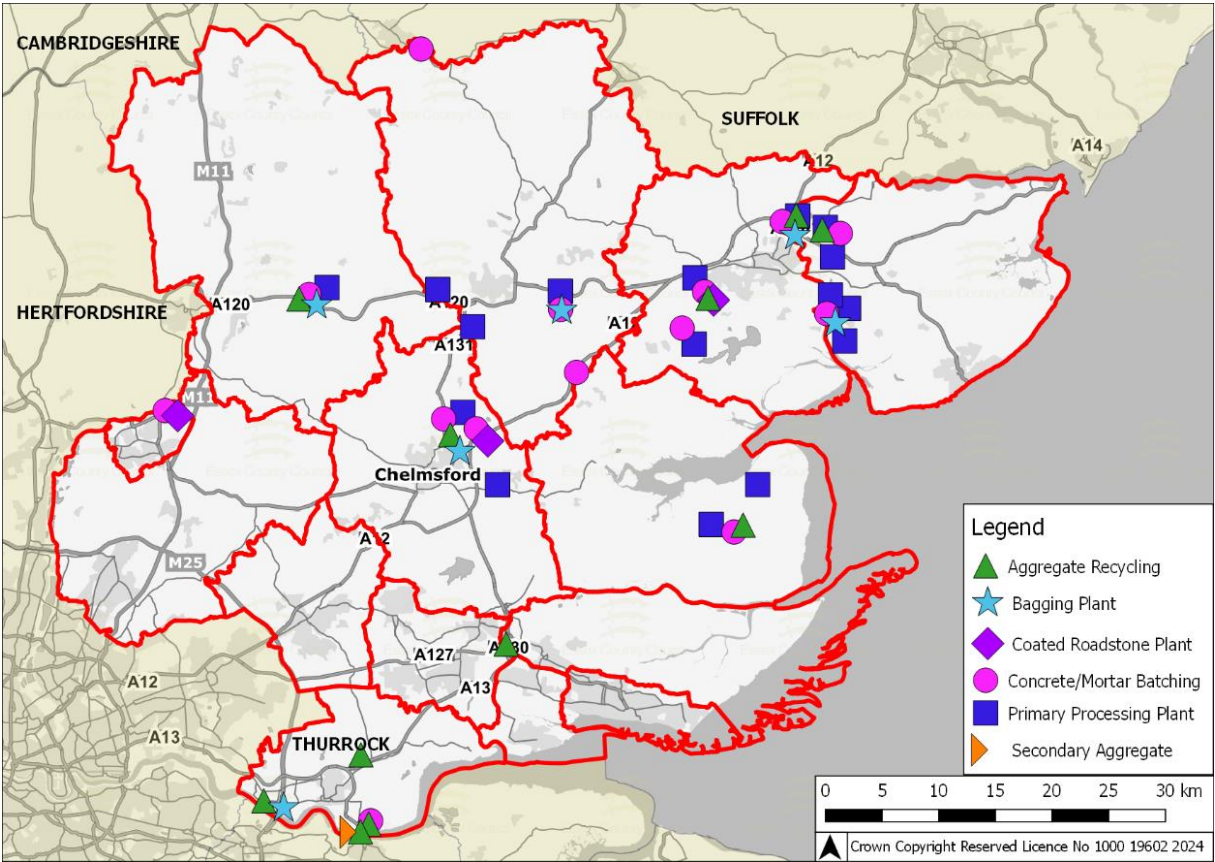 CAMBRIDGESHIRE
SUFFOLK
A12
A14
M11
HERTFORDSHIRE
A120
A131
M11
Chelmsford
M25
A127
A13
A12
A13
THURROCK
Legend
Aggregate Recycling
Bagging Plant
Coated Roadstone Plant
Concrete/Mortar Batching
Primary Processing Plant
Secondary Aggregate
0 5 10 15 20 25 30 km
Crown Copyright Reserved Licence No 1000 19602 2024